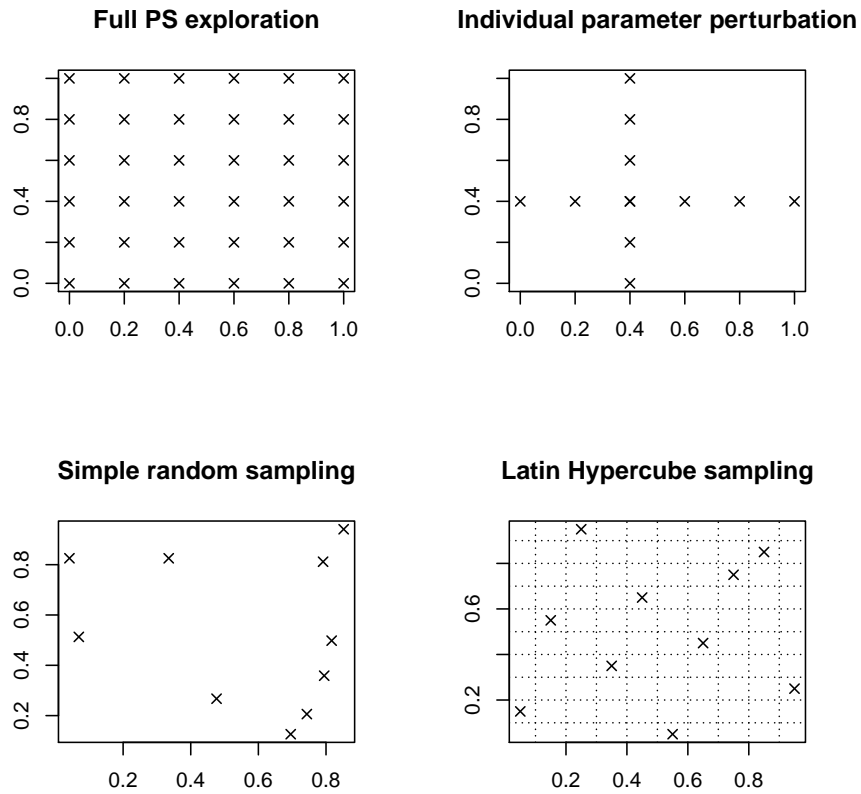 Full PS exploration
0.0 0.4 0.8
0.0 0.2 0.4 0.6 0.8 1.0
Individual parameter perturbation
0.0 0.4 0.8
0.0 0.2 0.4 0.6 0.8 1.0
Simple random sampling
0.2 0.4 0.6 0.8
0.2 0.4 0.6 0.8
Latin Hypercube sampling
0.2 0.6
0.2 0.4 0.6 0.8